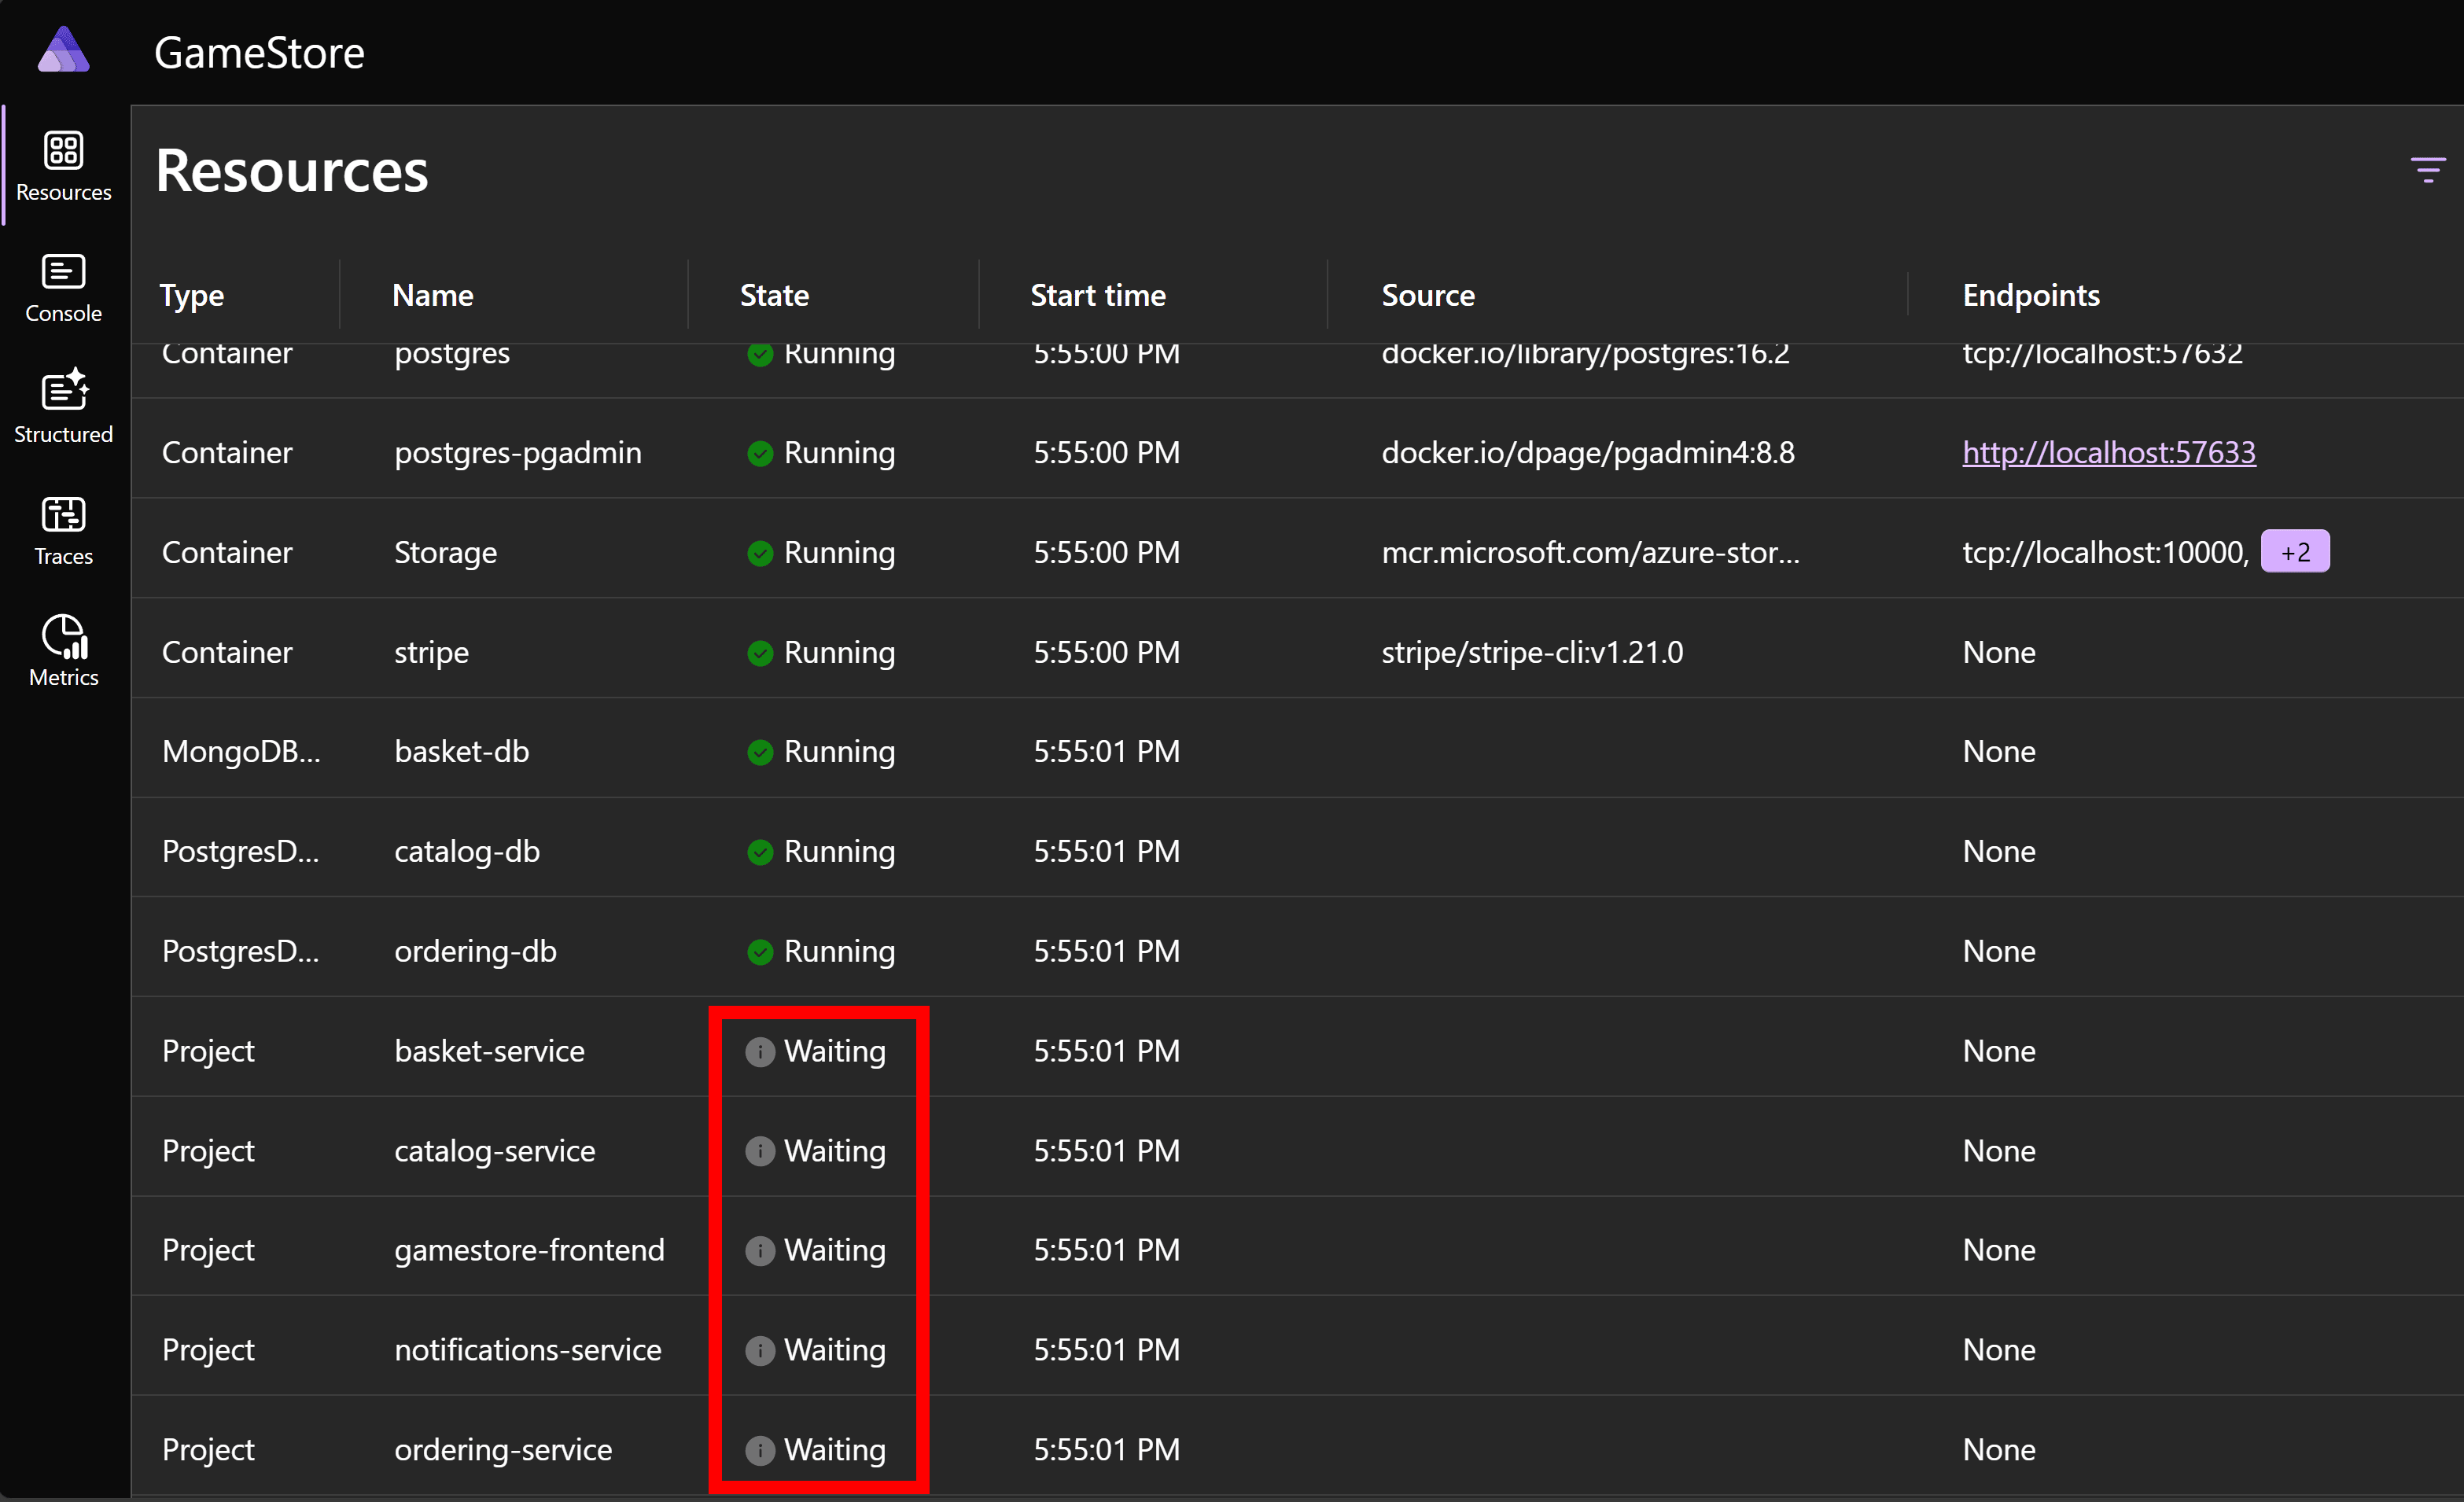 GameStore
Resources
Console
Structured
Traces
Metrics
Resources
Type Name State Start time Source Endpoints
Container postgres Running 5:55:00 PM docker.io/library/postgres:16.2 tcp://localhost:57632
Container postgres-pgadmin Running 5:55:00 PM docker.io/dpage/pgadmin4:8.8 http://localhost:57633
Container Storage Running 5:55:00 PM mcr.microsoft.com/azure-stor... tcp://localhost:10000, +2
Container stripe Running 5:55:00 PM stripe/stripe-cli:v1.21.0 None
MongoDB... basket-db Running 5:55:01 PM None
PostgresD... catalog-db Running 5:55:01 PM None
PostgresD... ordering-db Running 5:55:01 PM None
Project basket-service Waiting 5:55:01 PM None
Project catalog-service Waiting 5:55:01 PM None
Project gamestore-frontend Waiting 5:55:01 PM None
Project notifications-service Waiting 5:55:01 PM None
Project ordering-service Waiting 5:55:01 PM None